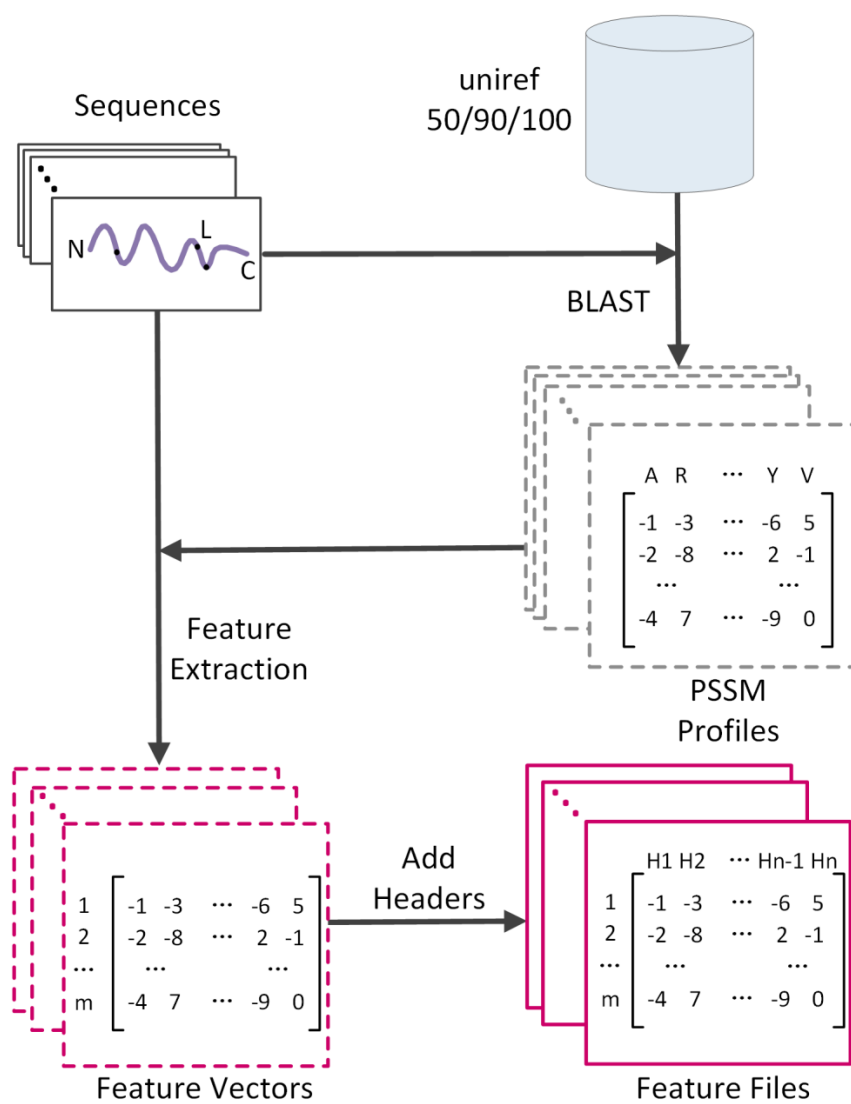 uniref
50/90/100
Sequences
N
L
C
BLAST
A R ··· Y V
-1 -3 ··· -6 5
-2 -8 ··· 2 -1
··· ···
-4 7 ··· -9 0
Feature
Extraction
PSSM
Profiles
1 -1 -3 ··· -6 5
2 -2 -8 ··· 2 -1
··· ··· ···
m -4 7 ··· -9 0
Add
Headers
H1 H2 ··· Hn-1 Hn
1 -1 -3 ··· -6 5
2 -2 -8 ··· 2 -1
··· ··· ···
m -4 7 ··· -9 0
Feature Vectors
Feature Files